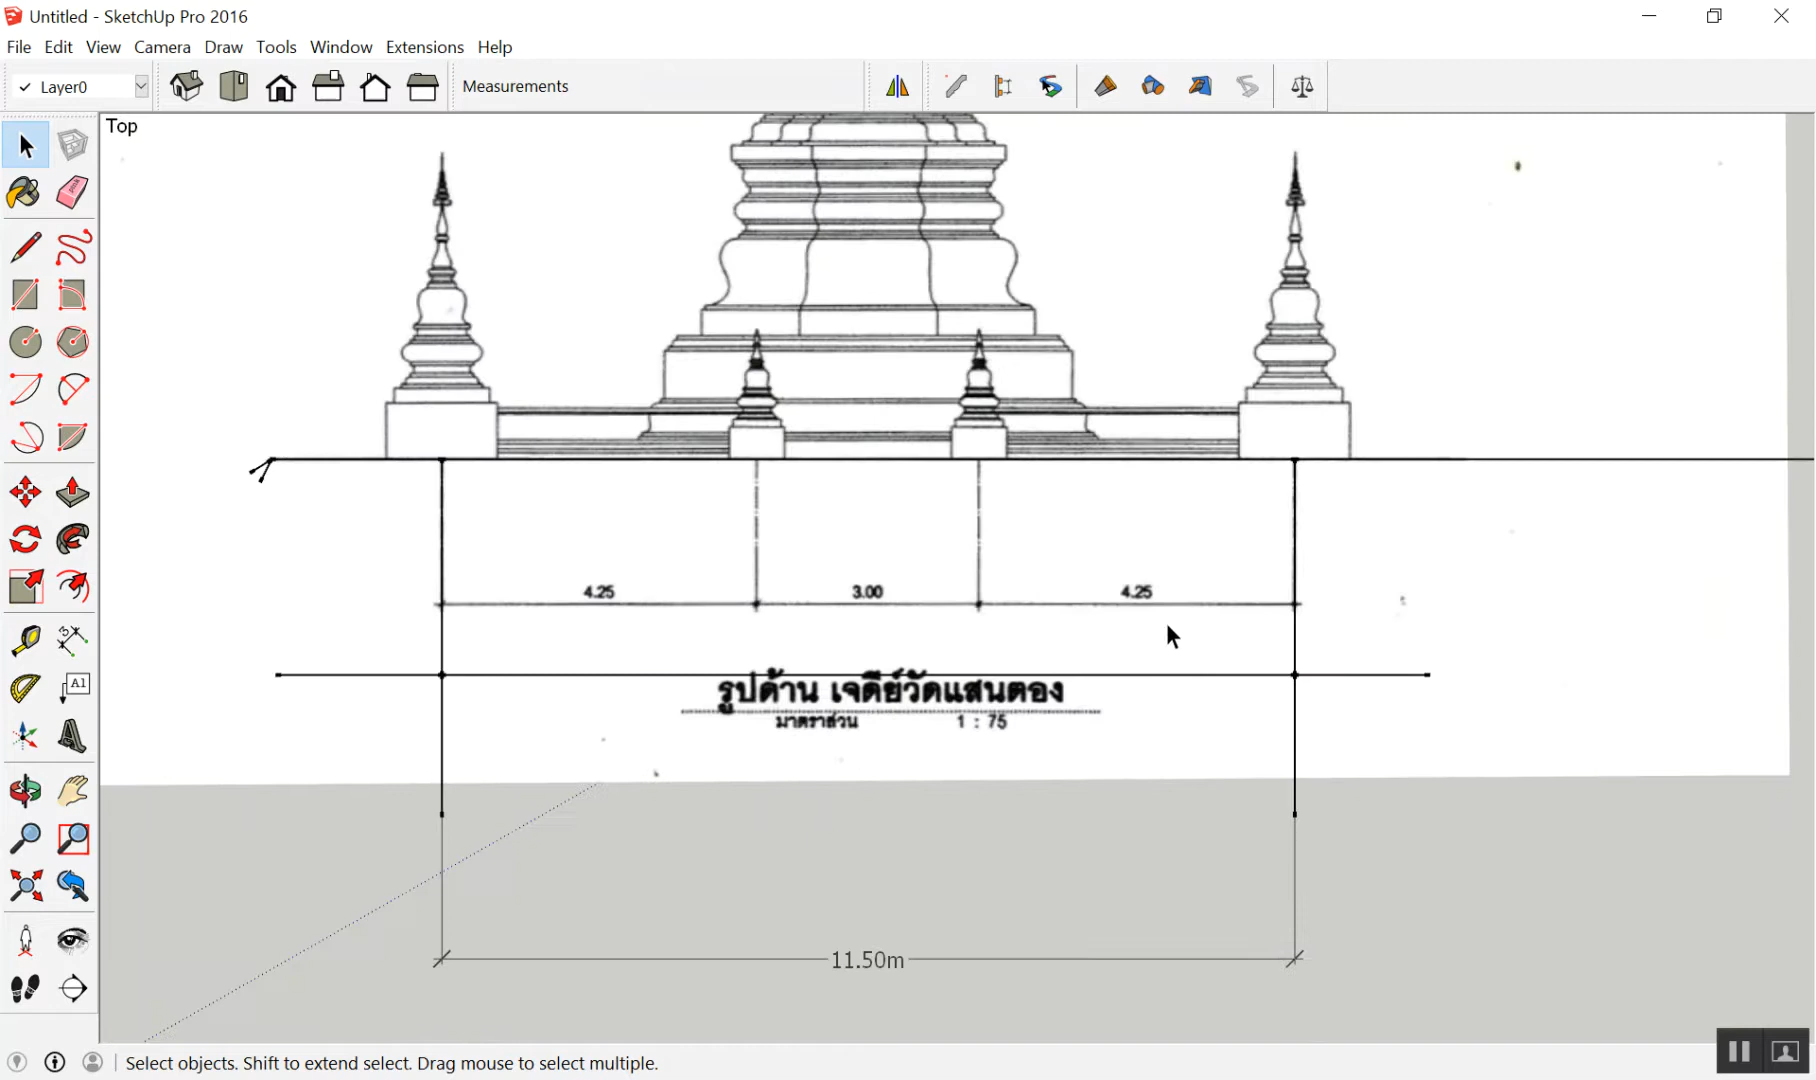 Untitled - SketchUp Pro 2016
File Edit View Camera Draw Tools Window Extensions Help
Layer0
Measurements
Top
4.25 3.00 4.25
รูปด้าน เจดีย์วัดแสนตอง
มาตราส่วน 1 : 75
11.50m
A1
Select objects. Shift to extend select. Drag mouse to select multiple.